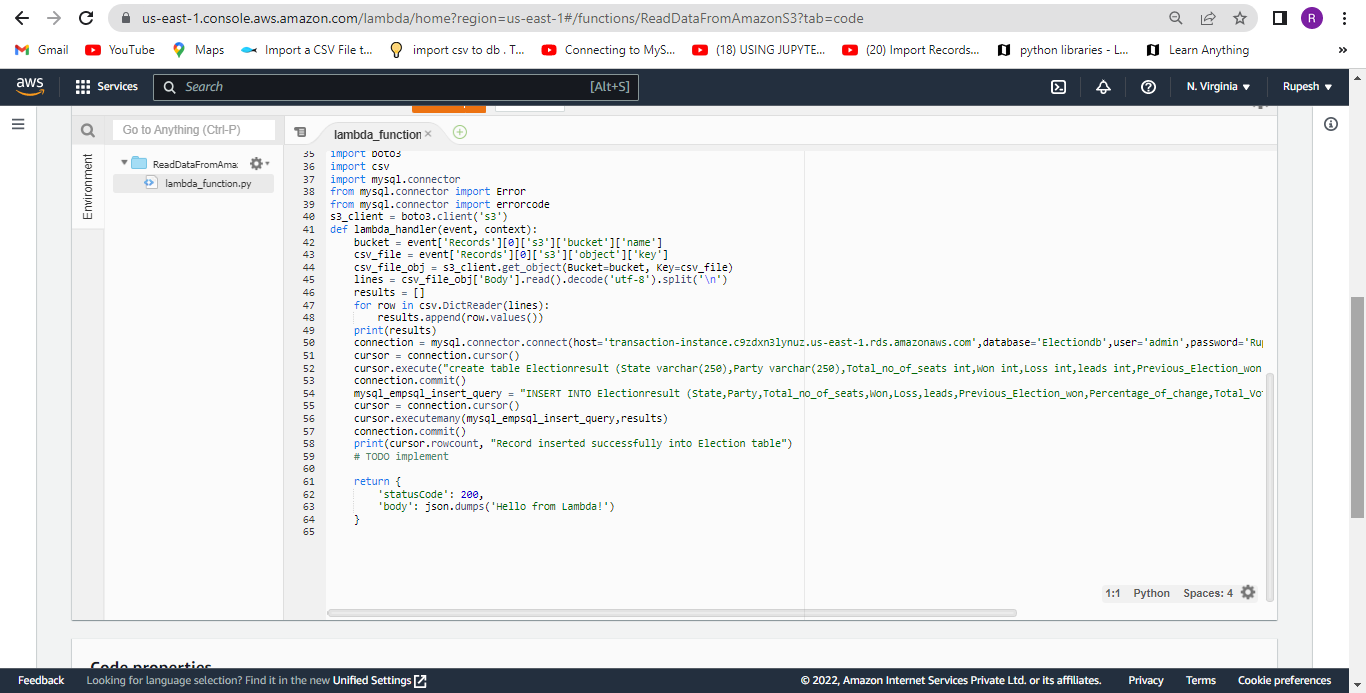 us-east-1.console.aws.amazon.com/lambda/home?region=us-east-1#/functions/ReadDataFromAmazonS3?tab=code
R
Gmail YouTube Maps Import a CSV File t... import csv to db . T... Connecting to MyS... (18) USING JUPYTE... (20) Import Records... python libraries - L... Learn Anything »
aws Services Search [Alt+S] N. Virginia ▼ Rupesh ▼
Go to Anything (Ctrl-P) lambda_function ×
Environment
ReadDataFromAma:
lambda_function.py
35 import boto3
36 import csv
37 import mysql.connector
38 from mysql.connector import Error
39 from mysql.connector import errorcode
40 s3_client = boto3.client('s3')
41 def lambda_handler(event, context):
42 bucket = event['Records'][0]['s3']['bucket']['name']
43 csv_file = event['Records'][0]['s3']['object']['key']
44 csv_file_obj = s3_client.get_object(Bucket=bucket, Key=csv_file)
45 lines = csv_file_obj['Body'].read().decode('utf-8').split('\n')
46 results = []
47 for row in csv.DictReader(lines):
48 results.append(row.values())
49 print(results)
50 connection = mysql.connector.connect(host='transaction-instance.c9zdxn3lynuz.us-east-1.rds.amazonaws.com',database='Electiondb',user='admin',password='Ru
51 cursor = connection.cursor()
52 cursor.execute("create table Electionresult (State varchar(250),Party varchar(250),Total_no_of_seats int,Won int,Loss int,leads int,Previous_Election_won
53 connection.commit()
54 mysql_empsql_insert_query = "INSERT INTO Electionresult (State,Party,Total_no_of_seats,Won,Loss,leads,Previous_Election_won,Percentage_of_change,Total_Vo
55 cursor = connection.cursor()
56 cursor.executemany(mysql_empsql_insert_query,results)
57 connection.commit()
58 print(cursor.rowcount, "Record inserted successfully into Election table")
59 # TODO implement
60
61 return {
62 'statusCode': 200,
63 'body': json.dumps('Hello from Lambda!')
64 }
65
1:1 Python Spaces: 4
Code properties
Feedback Looking for language selection? Find it in the new Unified Settings © 2022, Amazon Internet Services Private Ltd. or its affiliates. Privacy Terms Cookie preferences